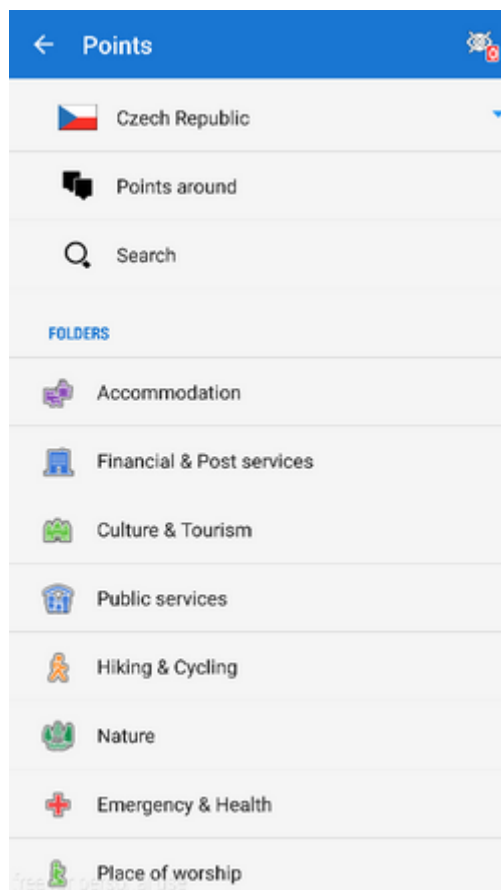 Points
Czech Republic
Points around
Search
FOLDERS
Accommodation
Financial & Post services
Culture & Tourism
Public services
Hiking & Cycling
Nature
Emergency & Health
Place of worship